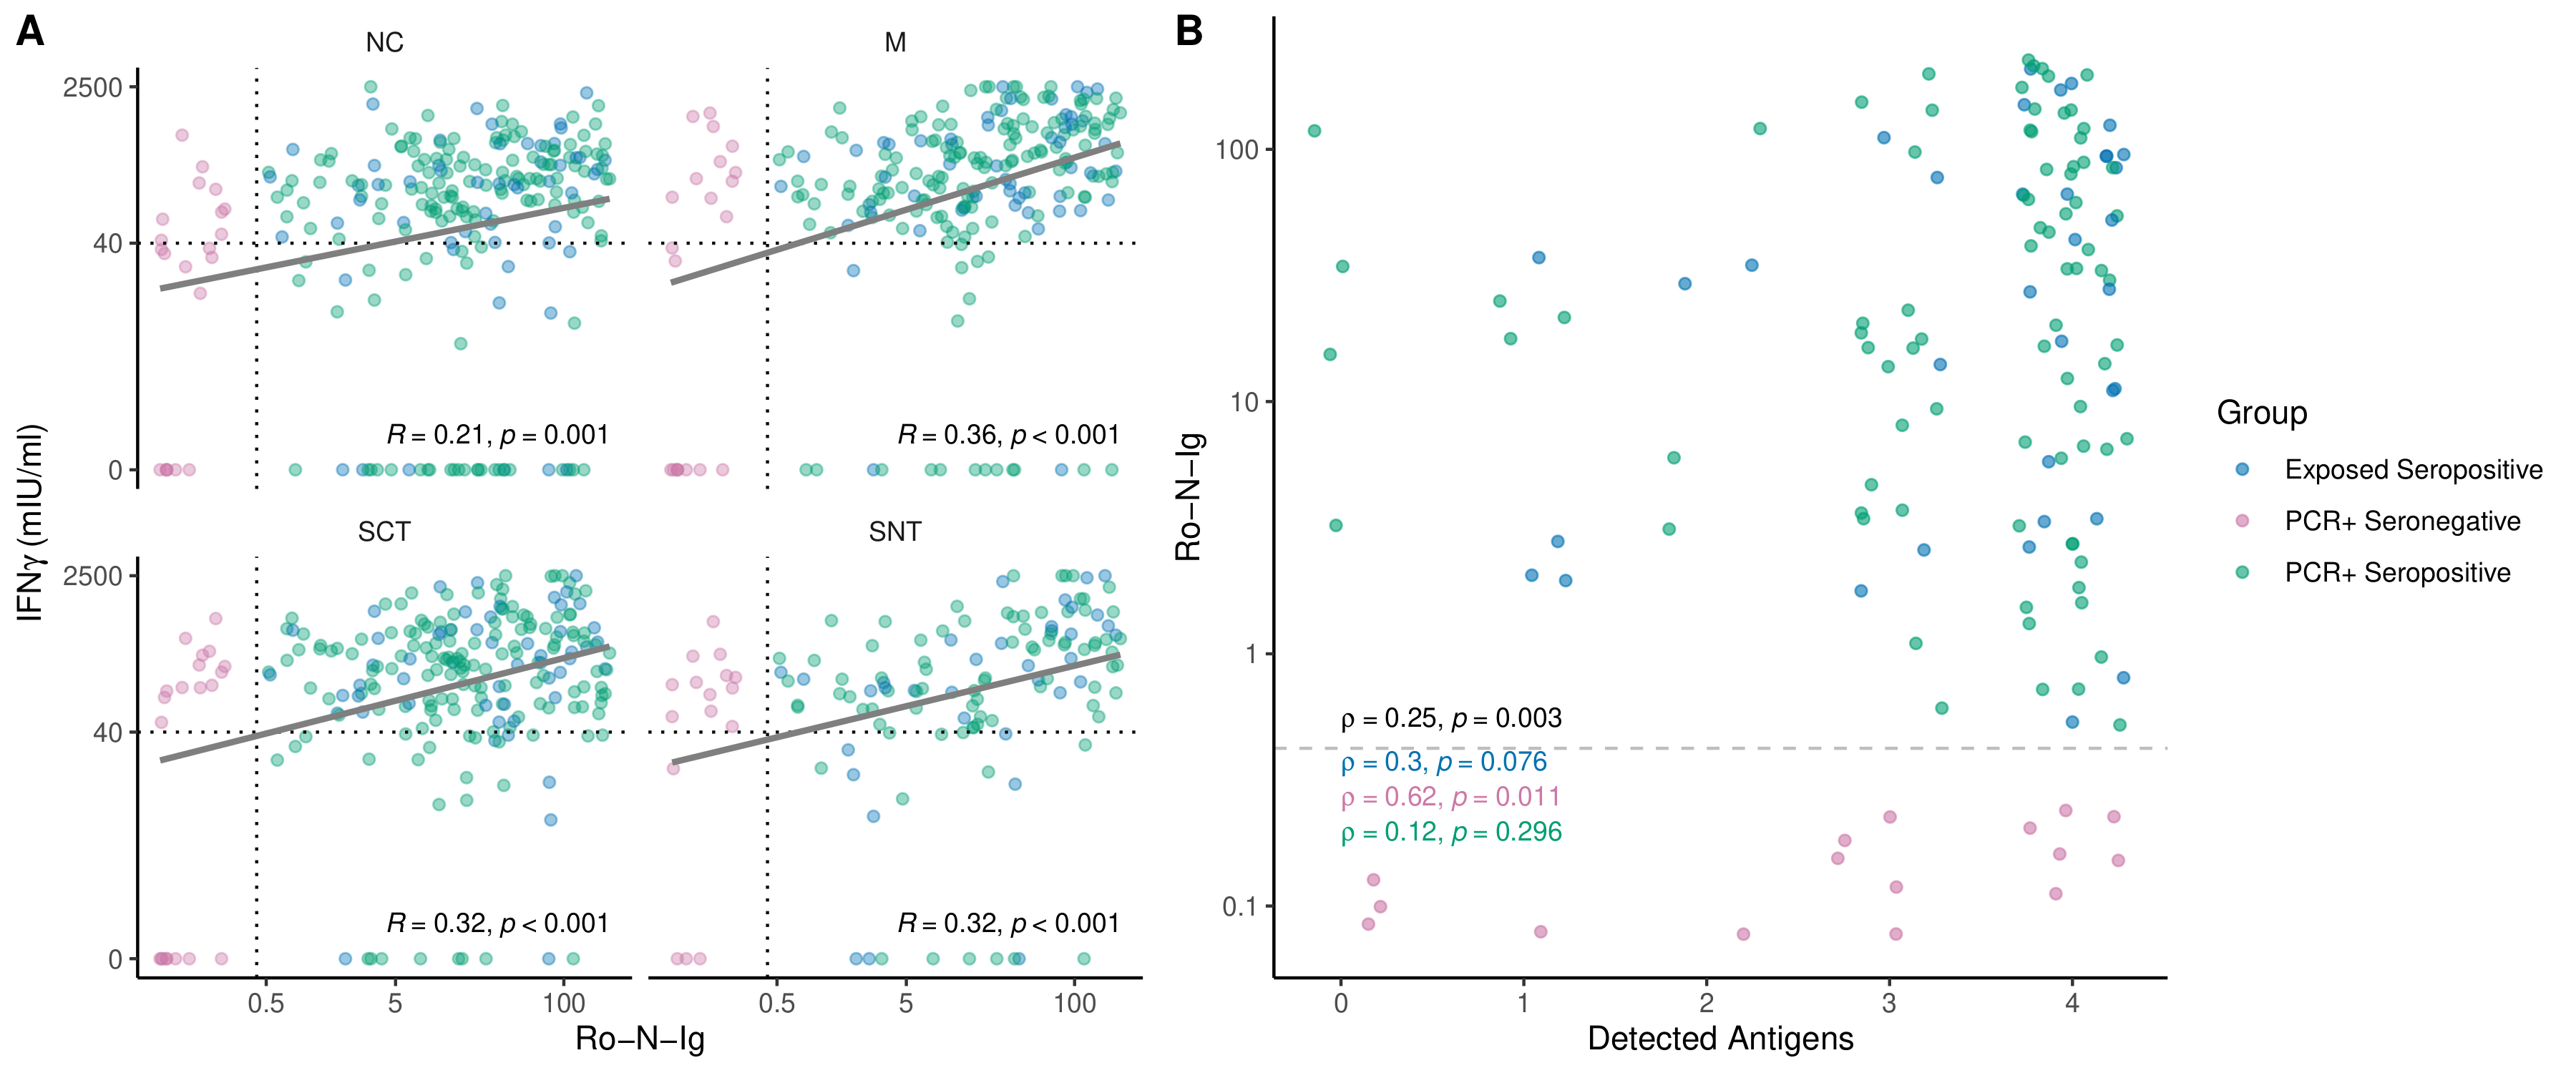 A
NC
M
2500
40
0
R = 0.21, p = 0.001
R = 0.36, p < 0.001
SCT
SNT
2500
40
0
R = 0.32, p < 0.001
R = 0.32, p < 0.001
0.5
5
100
0.5
5
100
IFNγ (mIU/ml)
Ro−N−Ig
B
100
10
1
0.1
Ro−N−Ig
ρ = 0.25, p = 0.003
ρ = 0.3, p = 0.076
ρ = 0.62, p = 0.011
ρ = 0.12, p = 0.296
0
1
2
3
4
Detected Antigens
Group
Exposed Seropositive
PCR+ Seronegative
PCR+ Seropositive